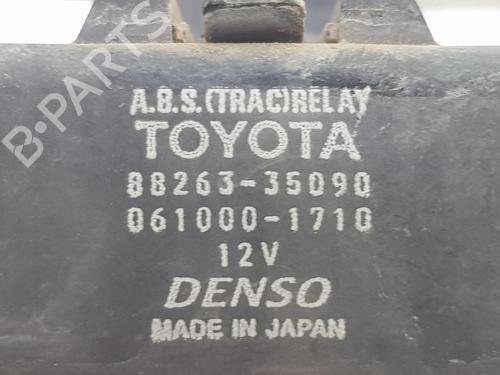 A.B.S.(TRAC)RELAY
TOYOTA
88263-35090
061000-1710
12V
DENSO
MADE IN JAPAN
B-PARTS